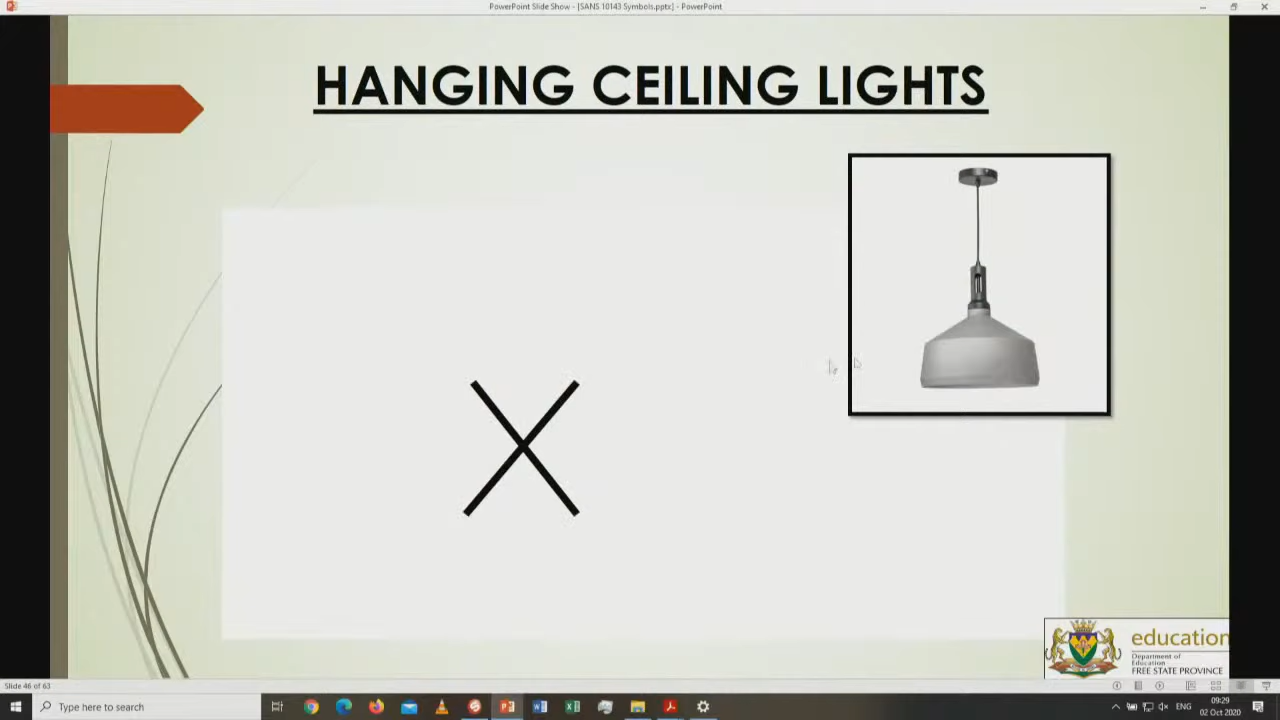 PowerPoint Slide Show - [SANS 10143 Symbols.pptx] - PowerPoint
HANGING CEILING LIGHTS
education
Department of
Education
FREE STATE PROVINCE
Slide 46 of 63
Type here to search
ENG
09:29
02 Oct 2020